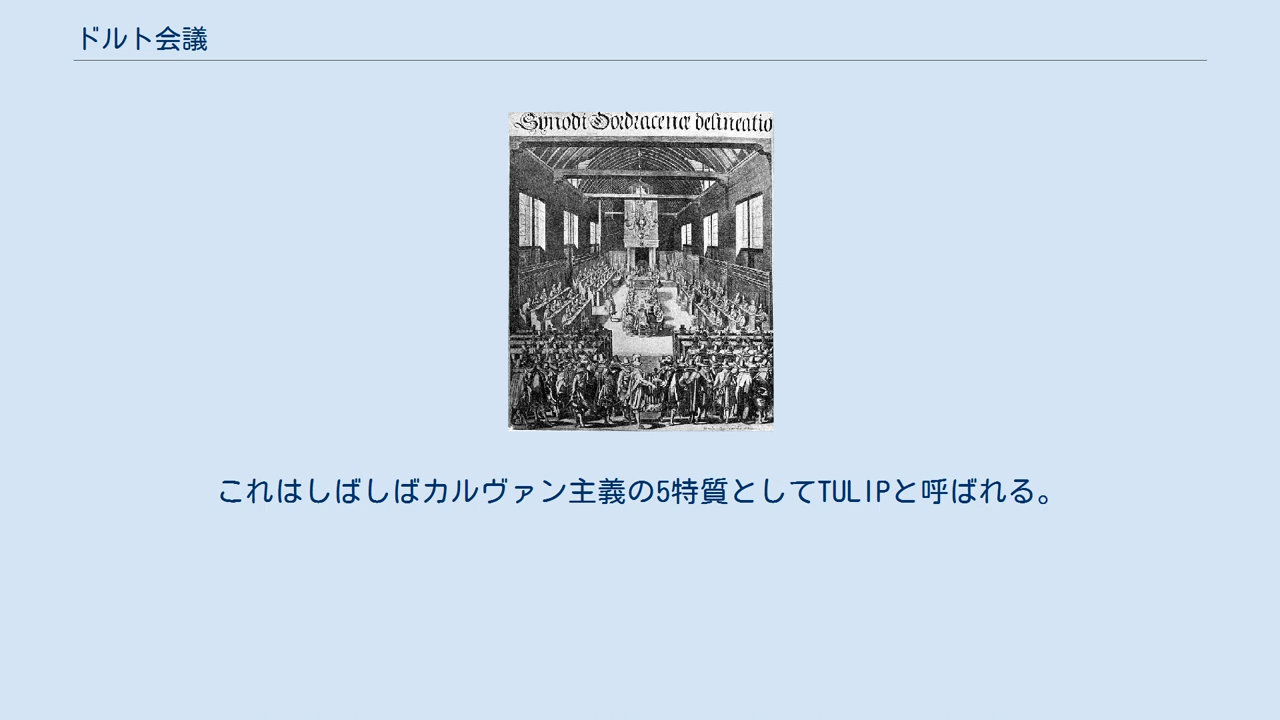 ドルト会議
Synodi Dordracenæ delineatio
これはしばしばカルヴァン主義の5特質としてTULIPと呼ばれる。